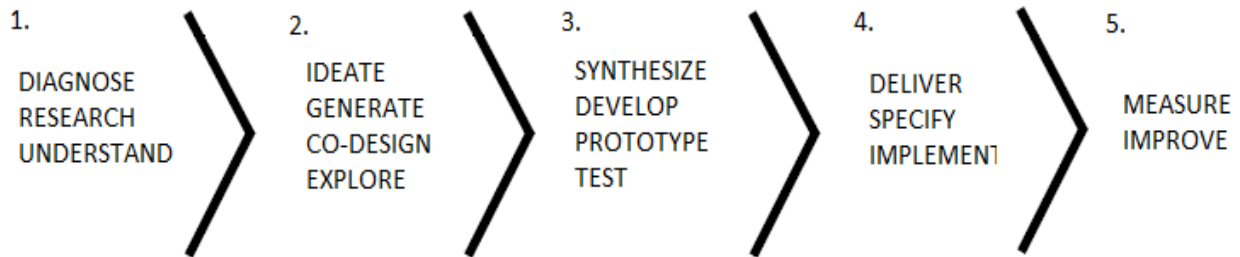 1.
DIAGNOSE
RESEARCH
UNDERSTAND
2.
IDEATE
GENERATE
CO-DESIGN
EXPLORE
3.
SYNTHESIZE
DEVELOP
PROTOTYPE
TEST
4.
DELIVER
SPECIFY
IMPLEMENT
5.
MEASURE
IMPROVE